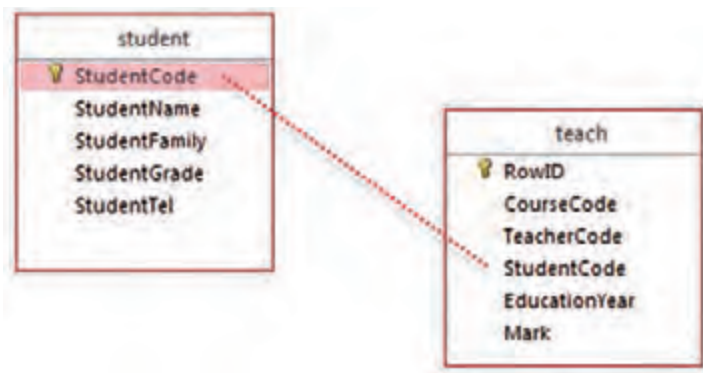 student
StudentCode
StudentName
StudentFamily
StudentGrade
StudentTel
teach
RowID
CourseCode
TeacherCode
StudentCode
EducationYear
Mark